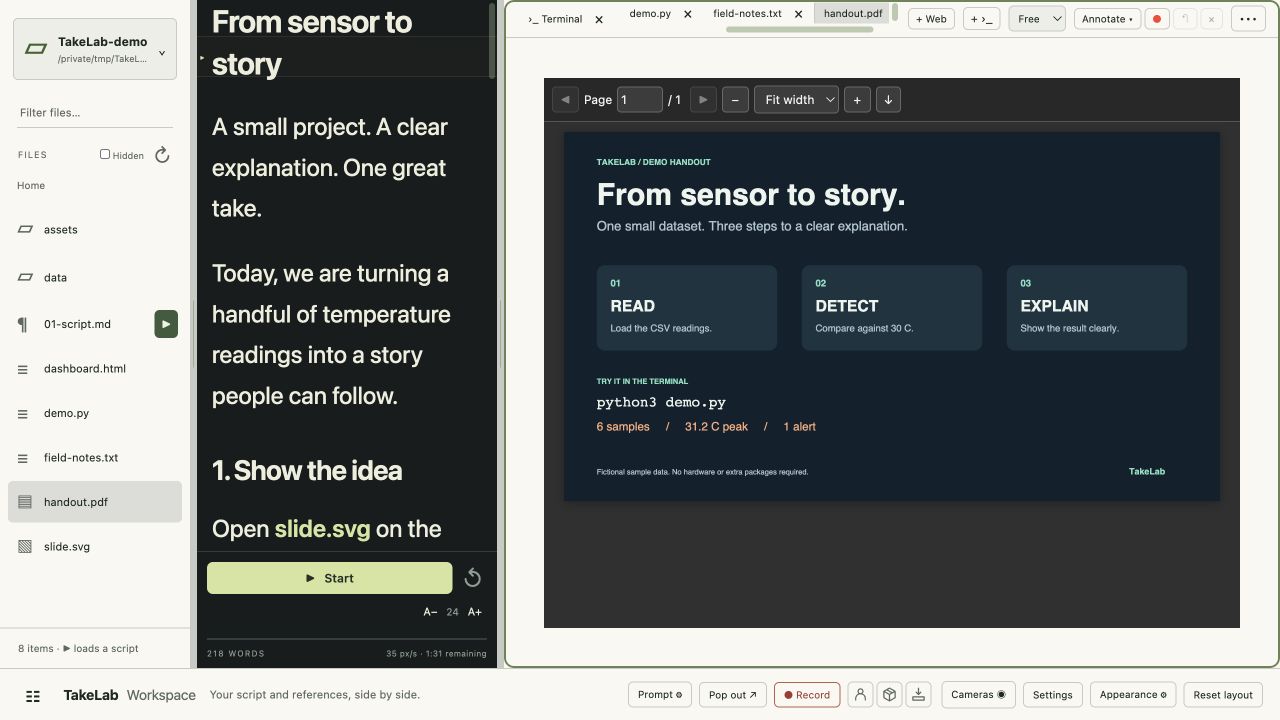 TakeLab-demo
/private/tmp/TakeL...
Filter files...
FILES
Hidden
Home
assets
data
01-script.md
dashboard.html
demo.py
field-notes.txt
handout.pdf
slide.svg
8 items · ▶ loads a script
From sensor to
story
A small project. A clear
explanation. One great
take.
Today, we are turning a
handful of temperature
readings into a story
people can follow.
1. Show the idea
Open slide.svg on the
▶ Start
A− 24 A+
218 WORDS
35 px/s · 1:31 remaining
>_ Terminal ×
demo.py ×
field-notes.txt ×
handout.pdf
+ Web
+ >_
Free
Annotate
Page 1 / 1
−
Fit width
+
TAKELAB / DEMO HANDOUT
From sensor to story.
One small dataset. Three steps to a clear explanation.
01
READ
Load the CSV readings.
02
DETECT
Compare against 30 C.
03
EXPLAIN
Show the result clearly.
TRY IT IN THE TERMINAL
python3 demo.py
6 samples / 31.2 C peak / 1 alert
Fictional sample data. No hardware or extra packages required.
TakeLab
TakeLab Workspace
Your script and references, side by side.
Prompt
Pop out ↗
Record
Cameras
Settings
Appearance
Reset layout